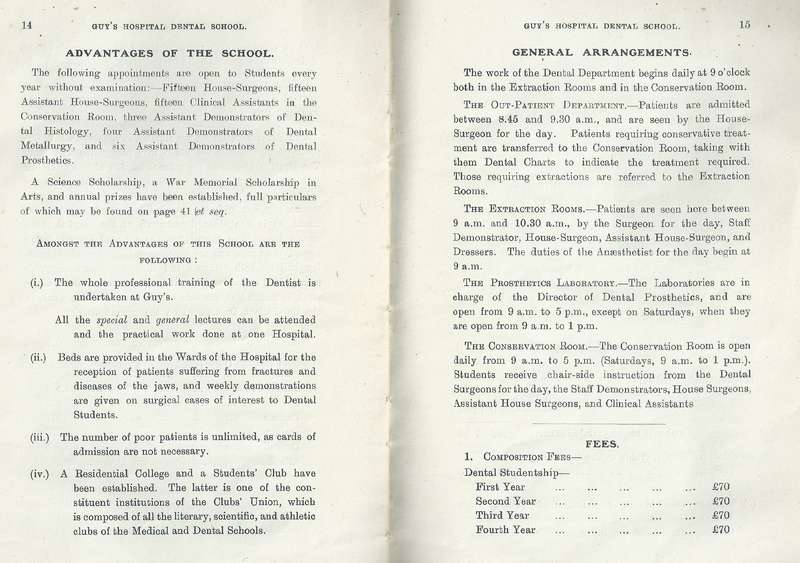 14 GUY'S HOSPITAL DENTAL SCHOOL.
ADVANTAGES OF THE SCHOOL.
The following appointments are open to Students every
year without examination:—Fifteen House-Surgeons, fifteen
Assistant House-Surgeons, fifteen Clinical Assistants in the
Conservation Room, three Assistant Demonstrators of Den-
tal Histology, four Assistant Demonstrators of Dental
Metallurgy, and six Assistant Demonstrators of Dental
Prosthetics.
A Science Scholarship, a War Memorial Scholarship in
Arts, and annual prizes have been established, full particulars
of which may be found on page 41 et seq.
AMONGST THE ADVANTAGES OF THIS SCHOOL ARE THE
FOLLOWING :
(i.) The whole professional training of the Dentist is
undertaken at Guy's.
All the special and general lectures can be attended
and the practical work done at one Hospital.
(ii.) Beds are provided in the Wards of the Hospital for the
reception of patients suffering from fractures and
diseases of the jaws, and weekly demonstrations
are given on surgical cases of interest to Dental
Students.
(iii.) The number of poor patients is unlimited, as cards of
admission are not necessary.
(iv.) A Residential College and a Students' Club have
been established. The latter is one of the con-
stituent institutions of the Clubs' Union, which
is composed of all the literary, scientific, and athletic
clubs of the Medical and Dental Schools.
GUY'S HOSPITAL DENTAL SCHOOL. 15
GENERAL ARRANGEMENTS.
The work of the Dental Department begins daily at 9 o'clock
both in the Extraction Rooms and in the Conservation Room.
THE OUT-PATIENT DEPARTMENT.—Patients are admitted
between 8.45 and 9.30 a.m., and are seen by the House-
Surgeon for the day. Patients requiring conservative treat-
ment are transferred to the Conservation Room, taking with
them Dental Charts to indicate the treatment required.
Those requiring extractions are referred to the Extraction
Rooms.
THE EXTRACTION ROOMS.—Patients are seen here between
9 a.m. and 10.30 a.m., by the Surgeon for the day, Staff
Demonstrator, House-Surgeon, Assistant House-Surgeon, and
Dressers. The duties of the Anæsthetist for the day begin at
9 a.m.
THE PROSTHETICS LABORATORY.—The Laboratories are in
charge of the Director of Dental Prosthetics, and are
open from 9 a.m. to 5 p.m., except on Saturdays, when they
are open from 9 a.m. to 1 p.m.
THE CONSERVATION ROOM.—The Conservation Room is open
daily from 9 a.m. to 5 p.m. (Saturdays, 9 a.m. to 1 p.m.).
Students receive chair-side instruction from the Dental
Surgeons for the day, the Staff Demonstrators, House Surgeons,
Assistant House Surgeons, and Clinical Assistants
FEES.
1. COMPOSITION FEES—
Dental Studentship—
First Year ... ... ... ... ... £70
Second Year ... ... ... ... ... £70
Third Year ... ... ... ... ... £70
Fourth Year ... ... ... ... ... £70